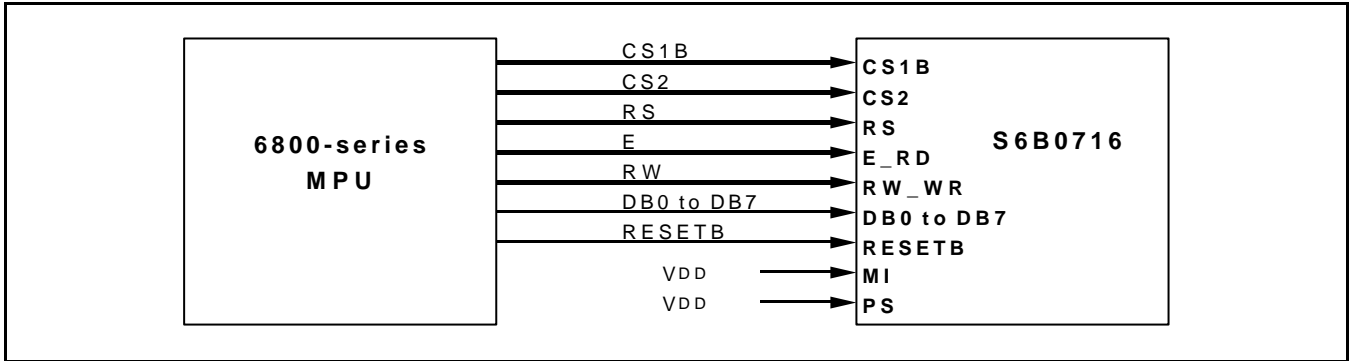 6800-series
MPU
CS1B
CS2
RS
E
RW
DB0 to DB7
RESETB
VDD
VDD
CS1B
CS2
RS
E_RD
RW_WR
DB0 to DB7
RESETB
MI
PS
S6B0716